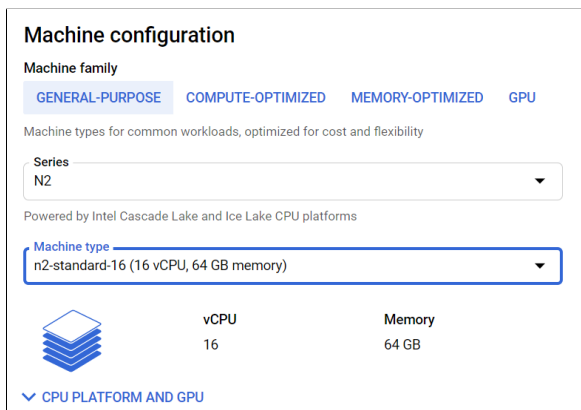 Machine configuration
Machine family
GENERAL-PURPOSE COMPUTE-OPTIMIZED MEMORY-OPTIMIZED GPU
Machine types for common workloads, optimized for cost and flexibility
Series
N2
Powered by Intel Cascade Lake and Ice Lake CPU platforms
Machine type
n2-standard-16 (16 vCPU, 64 GB memory)
vCPU Memory
16 64 GB
CPU PLATFORM AND GPU